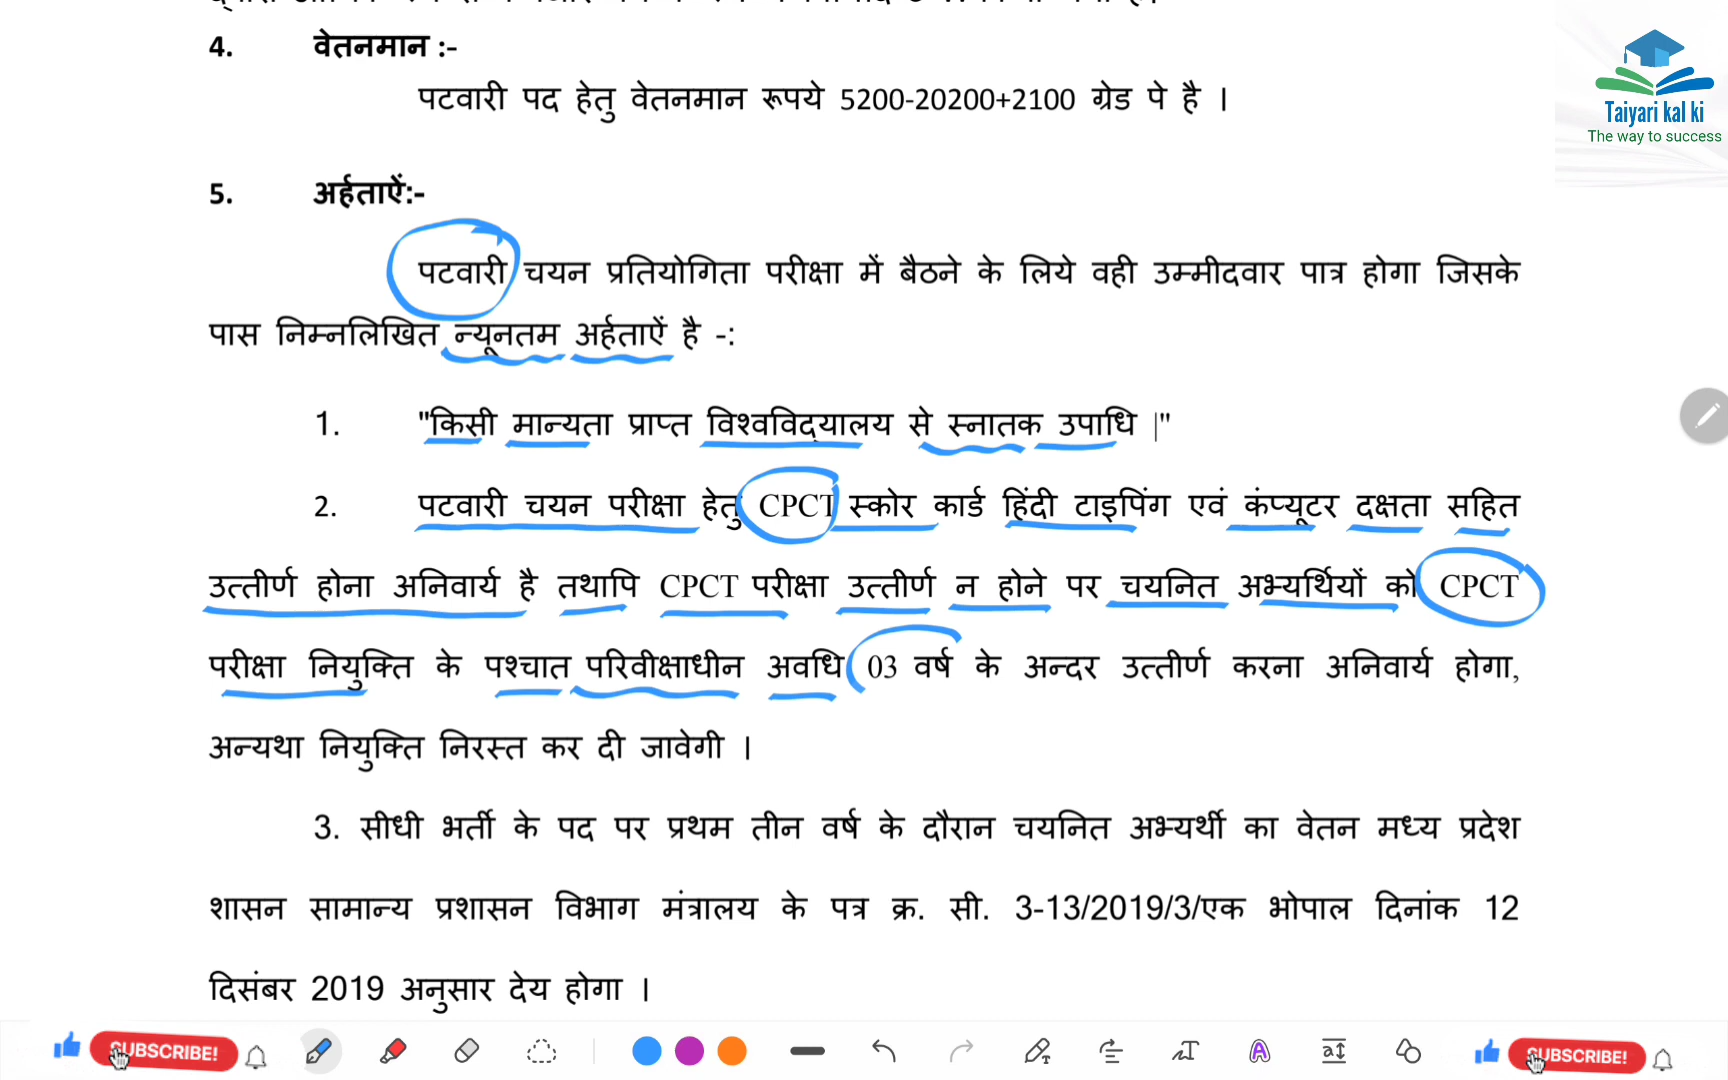 4. वेतनमान :-
पटवारी पद हेतु वेतनमान रूपये 5200-20200+2100 ग्रेड पे है ।
Taiyari kal ki
The way to success
5. अर्हताऐं:-
पटवारी चयन प्रतियोगिता परीक्षा में बैठने के लिये वही उम्मीदवार पात्र होगा जिसके
पास निम्नलिखित न्यूनतम अर्हताऐं है -:
1. "किसी मान्यता प्राप्त विश्वविद्यालय से स्नातक उपाधि |"
2. पटवारी चयन परीक्षा हेतु CPCT स्कोर कार्ड हिंदी टाइपिंग एवं कंप्यूटर दक्षता सहित
उत्तीर्ण होना अनिवार्य है तथापि CPCT परीक्षा उत्तीर्ण न होने पर चयनित अभ्यर्थियों को CPCT
परीक्षा नियुक्ति के पश्चात परिवीक्षाधीन अवधि 03 वर्ष के अन्दर उत्तीर्ण करना अनिवार्य होगा,
अन्यथा नियुक्ति निरस्त कर दी जावेगी ।
3. सीधी भर्ती के पद पर प्रथम तीन वर्ष के दौरान चयनित अभ्यर्थी का वेतन मध्य प्रदेश
शासन सामान्य प्रशासन विभाग मंत्रालय के पत्र क्र. सी. 3-13/2019/3/एक भोपाल दिनांक 12
दिसंबर 2019 अनुसार देय होगा ।
SUBSCRIBE! SUBSCRIBE!